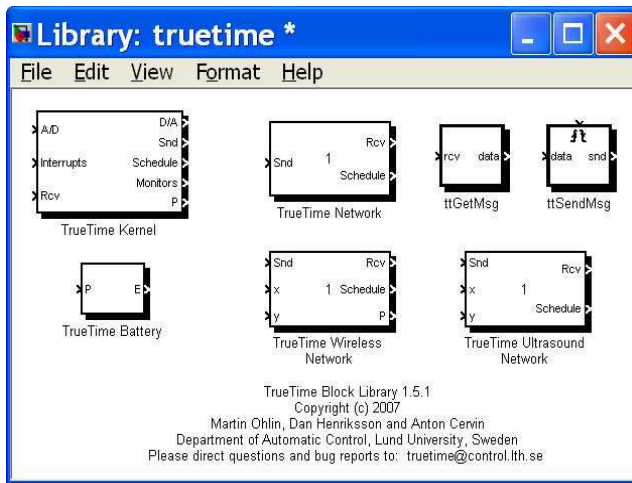 Library: truetime *
File Edit View Format Help
A/D
Interrupts
Rcv
D/A
Snd
Schedule
Monitors
P
TrueTime Kernel
Snd
1
Rcv
Schedule
TrueTime Network
rcv data
ttGetMsg
data snd
ttSendMsg
P E
TrueTime Battery
Snd
x
y
1
Rcv
Schedule
P
TrueTime Wireless
Network
Snd
x
y
1
Rcv
Schedule
TrueTime Ultrasound
Network
TrueTime Block Library 1.5.1
Copyright (c) 2007
Martin Ohlin, Dan Henriksson and Anton Cervin
Department of Automatic Control, Lund University, Sweden
Please direct questions and bug reports to: truetime@control.lth.se